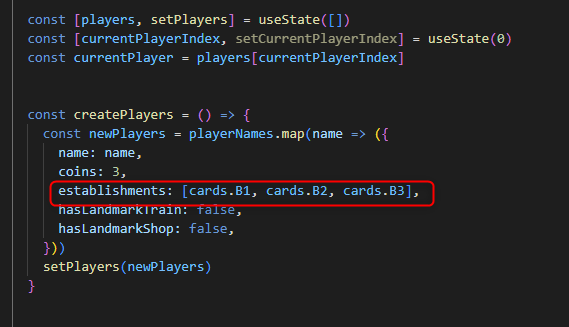 const [players, setPlayers] = useState([])
const [currentPlayerIndex, setCurrentPlayerIndex] = useState(0)
const currentPlayer = players[currentPlayerIndex]
const createPlayers = () => {
const newPlayers = playerNames.map(name => ({
name: name,
coins: 3,
establishments: [cards.B1, cards.B2, cards.B3],
hasLandmarkTrain: false,
hasLandmarkShop: false,
}))
setPlayers(newPlayers)
}